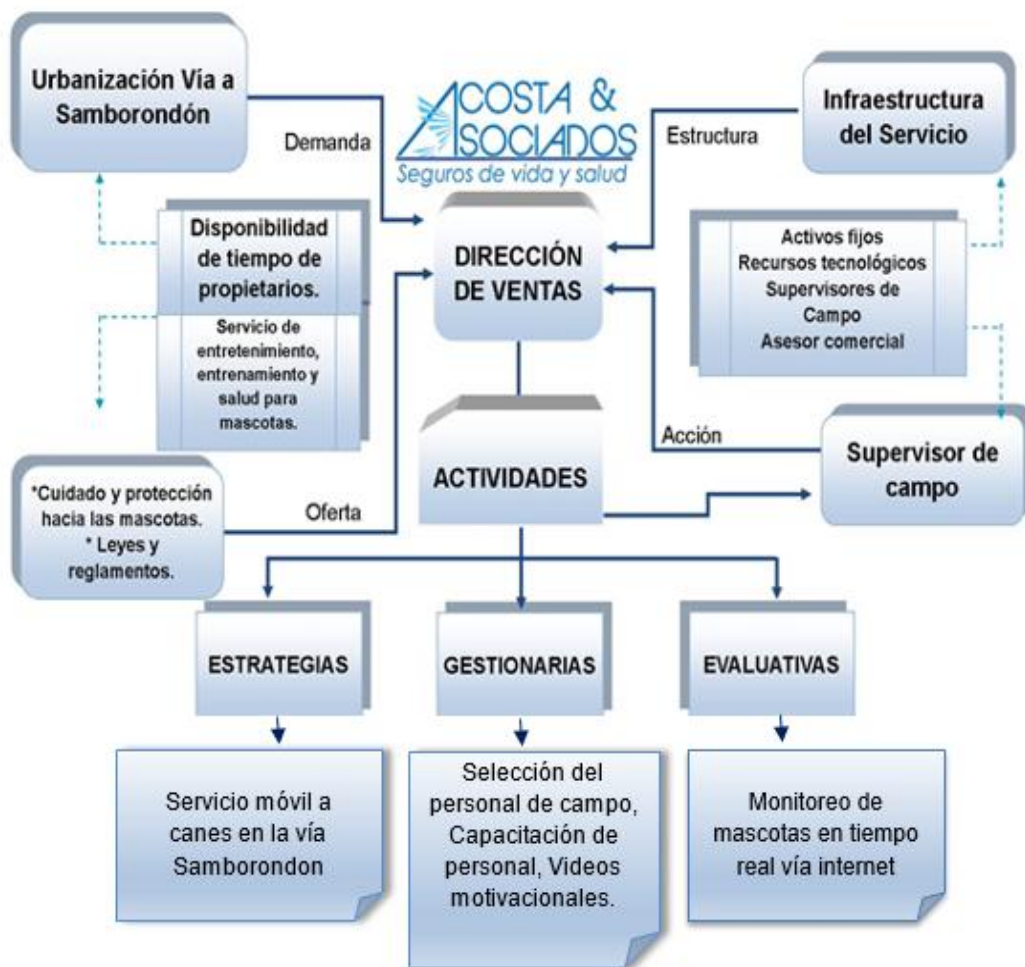 Urbanización Vía a
Samborondón
Demanda
ACOSTA &
ASOCIADOS
Seguros de vida y salud
Estructura
Infraestructura
del Servicio
Disponibilidad
de tiempo de
propietarios.
Servicio de
entretenimiento,
entrenamiento y
salud para
mascotas.
DIRECCIÓN
DE VENTAS
Activos fijos
Recursos tecnológicos
Supervisores de
Campo
Asesor comercial
*Cuidado y protección
hacia las mascotas.
* Leyes y
reglamentos.
Oferta
ACTIVIDADES
Acción
Supervisor de
campo
ESTRATEGIAS
GESTIONARIAS
EVALUATIVAS
Servicio móvil a
canes en la vía
Samborondon
Selección del
personal de campo,
Capacitación de
personal, Videos
motivacionales.
Monitoreo de
mascotas en tiempo
real vía internet